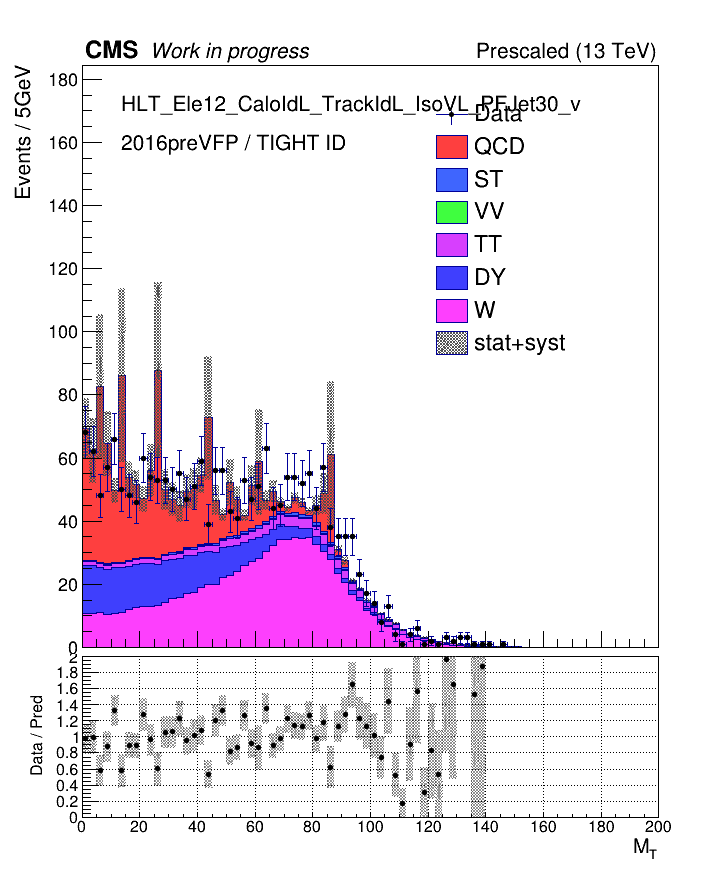 CMS Work in progress Prescaled (13 TeV)
Events / 5GeV
180
160
140
120
100
80
60
40
20
0
HLT_Ele12_CaloIdL_TrackIdL_IsoVL_PFJet30_v
2016preVFP / TIGHT ID
Data
QCD
ST
VV
TT
DY
W
stat+syst
Data / Pred
2
1.8
1.6
1.4
1.2
1
0.8
0.6
0.4
0.2
0
0 20 40 60 80 100 120 140 160 180 200
M_T